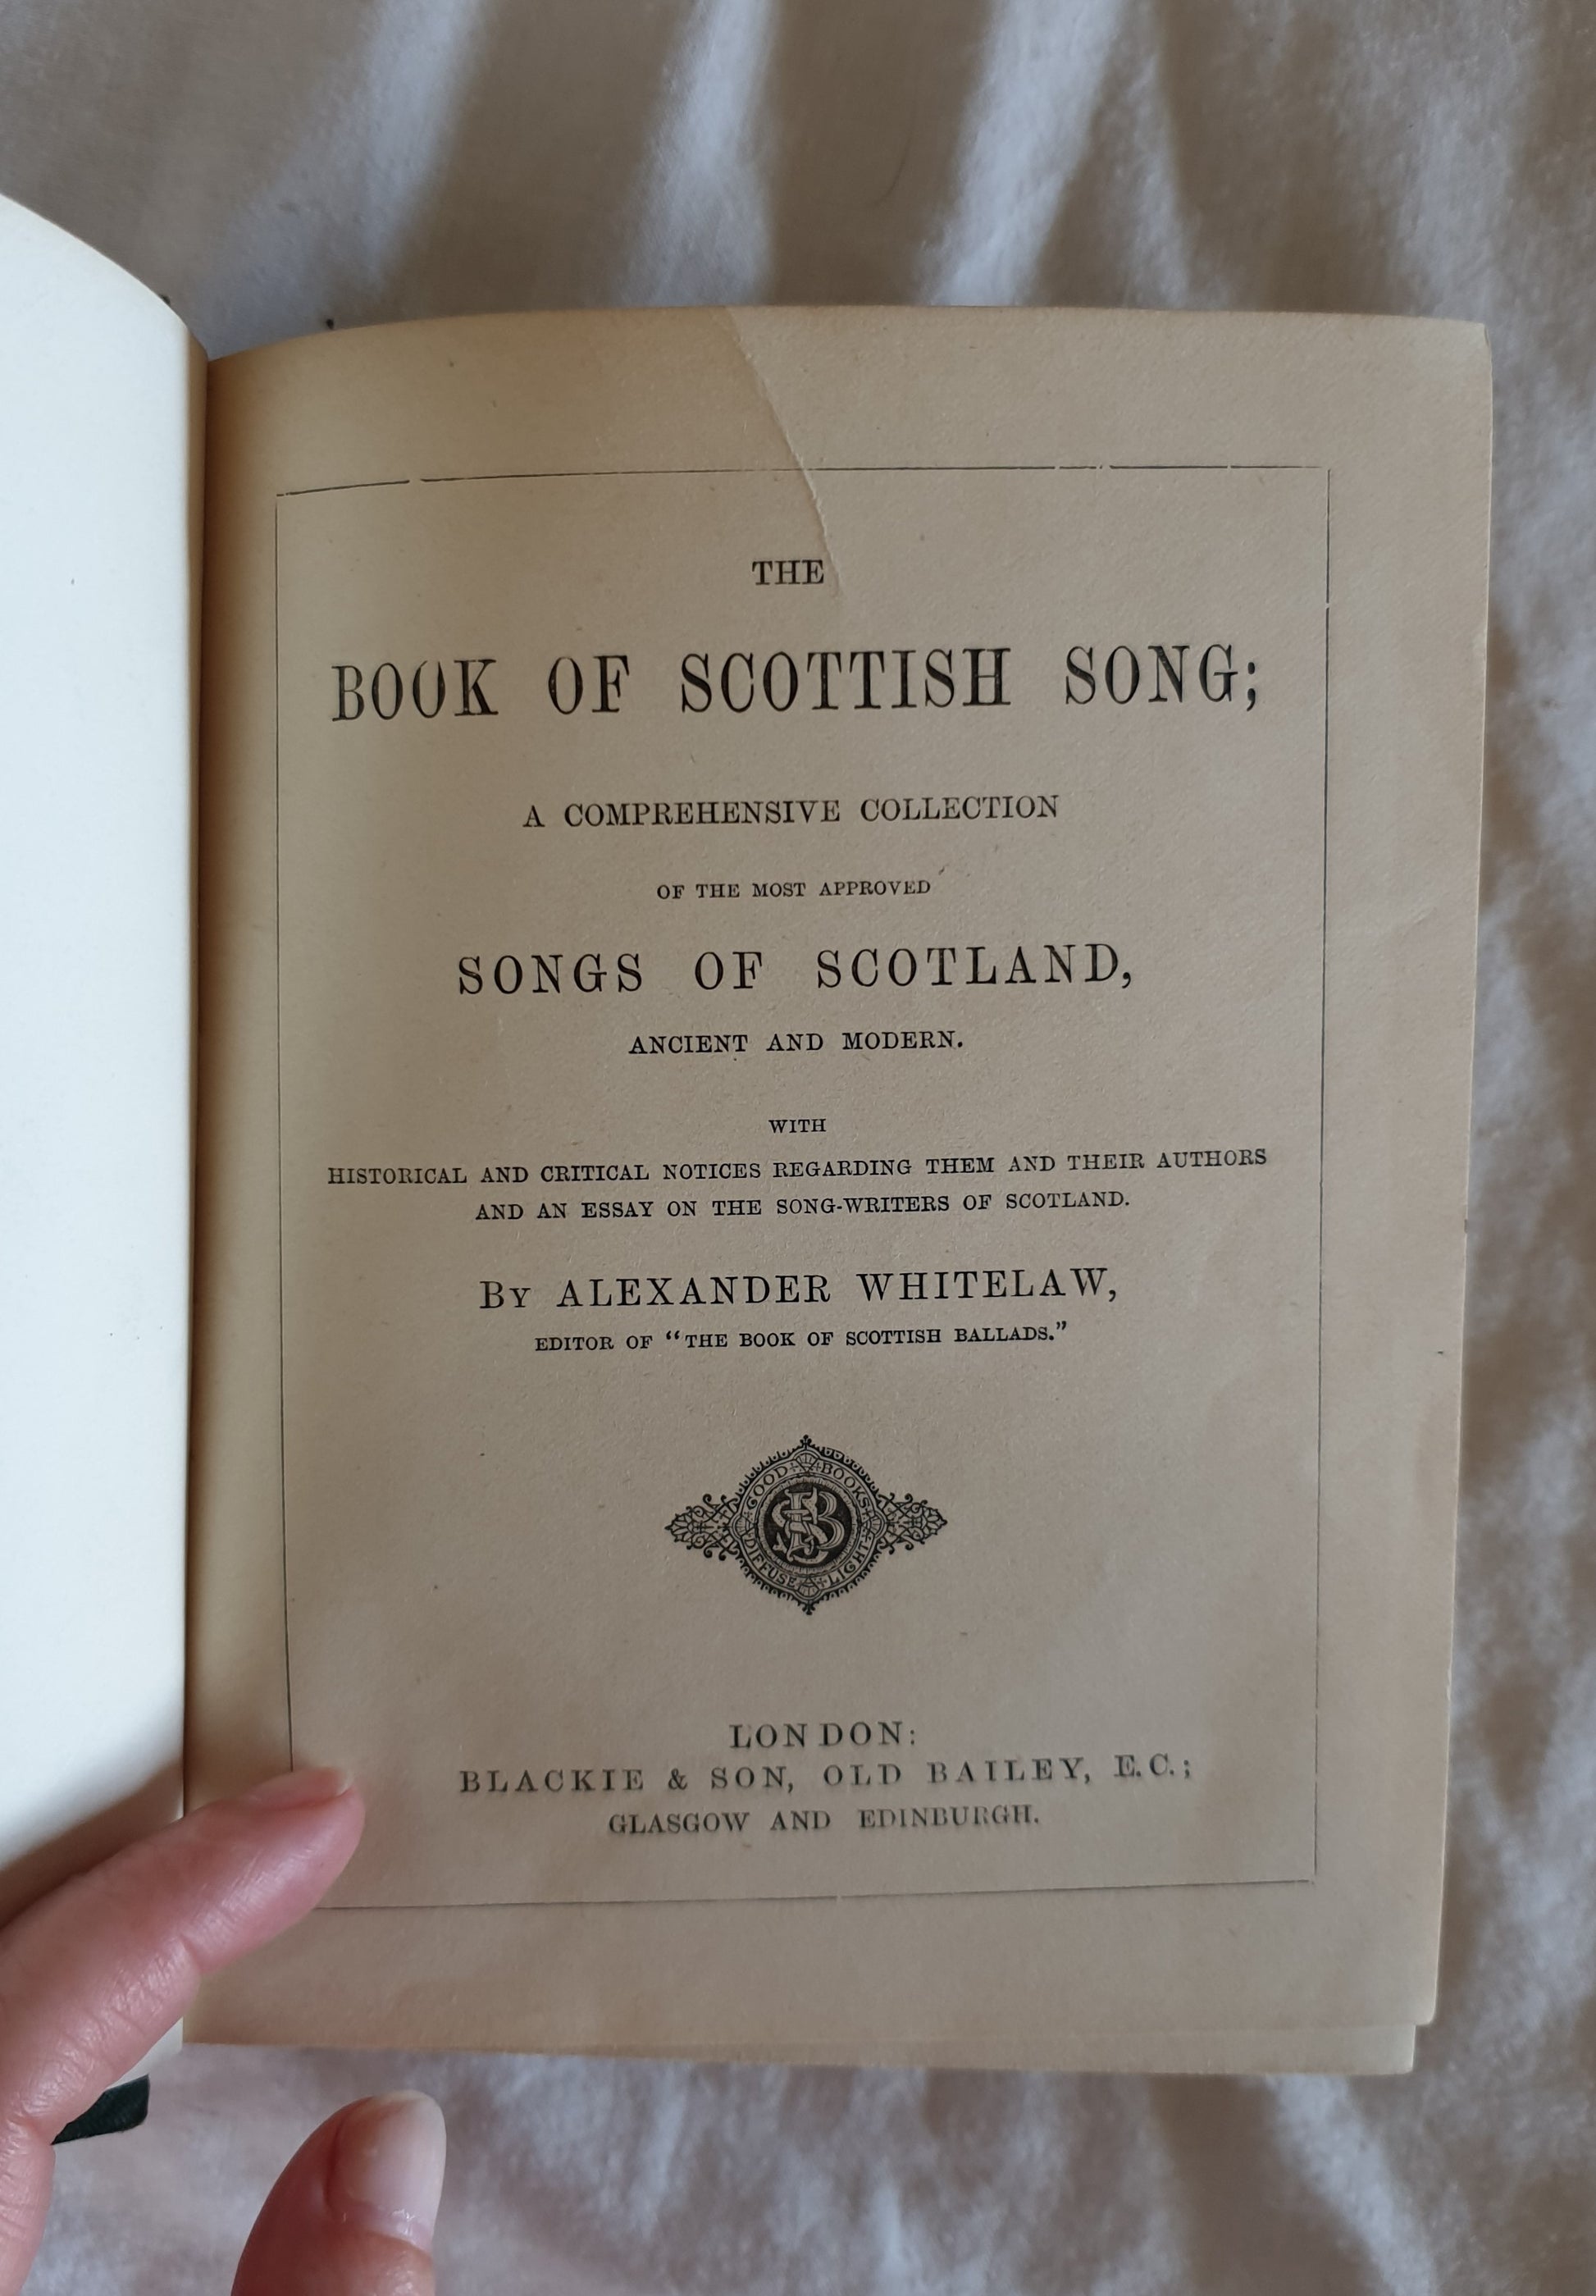 THE
BOOK OF SCOTTISH SONG;
A COMPREHENSIVE COLLECTION
OF THE MOST APPROVED
SONGS OF SCOTLAND,
ANCIENT AND MODERN.
WITH
HISTORICAL AND CRITICAL NOTICES REGARDING THEM AND THEIR AUTHORS
AND AN ESSAY ON THE SONG-WRITERS OF SCOTLAND.
By ALEXANDER WHITELAW,
EDITOR OF “THE BOOK OF SCOTTISH BALLADS.”
GOOD BOOKS
DIFFUSE LIGHT
LONDON:
BLACKIE & SON, OLD BAILEY, E.C.;
GLASGOW AND EDINBURGH.